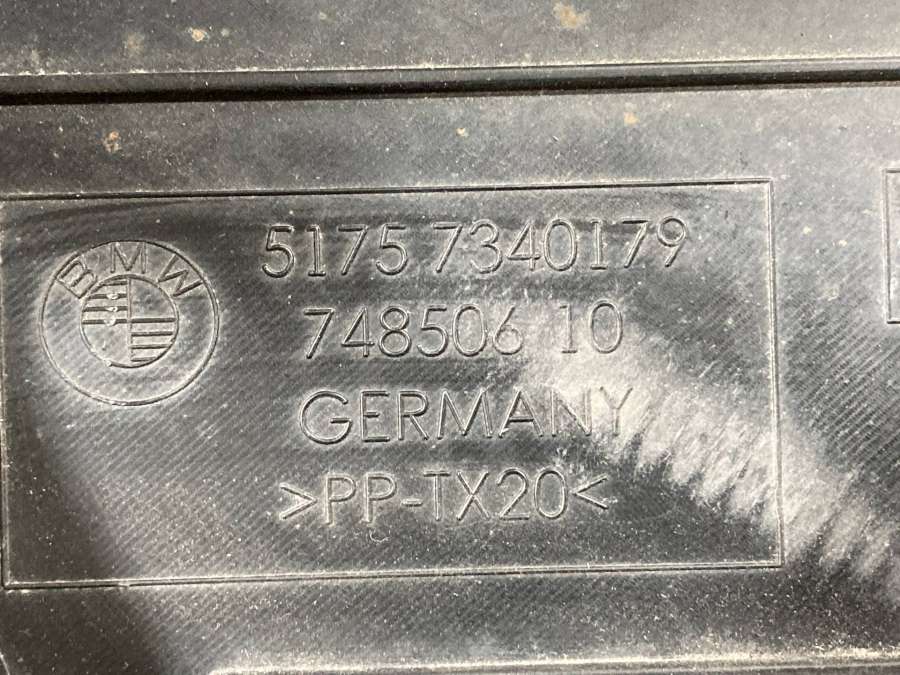 BMW
5175 7340179
748506 10
GERMANY
>PP-TX20<